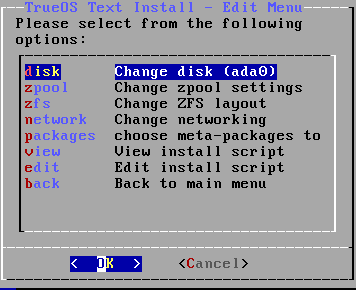 TrueOS Text Install - Edit Menu
Please select from the following
options:
disk Change disk (ada0)
zpool Change zpool settings
zfs Change ZFS layout
network Change networking
packages choose meta-packages to
view View install script
edit Edit install script
back Back to main menu
< OK > <Cancel>